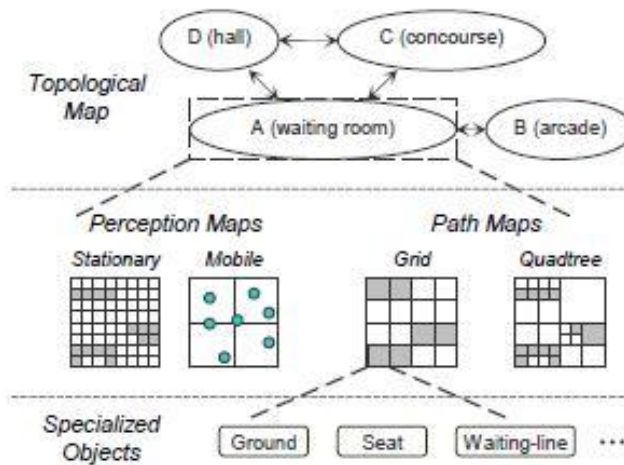 D (hall)
C (concourse)
Topological
Map
A (waiting room)
B (arcade)
Perception Maps
Path Maps
Stationary
Mobile
Grid
Quadtree
Specialized
Objects
Ground
Seat
Waiting-line
...